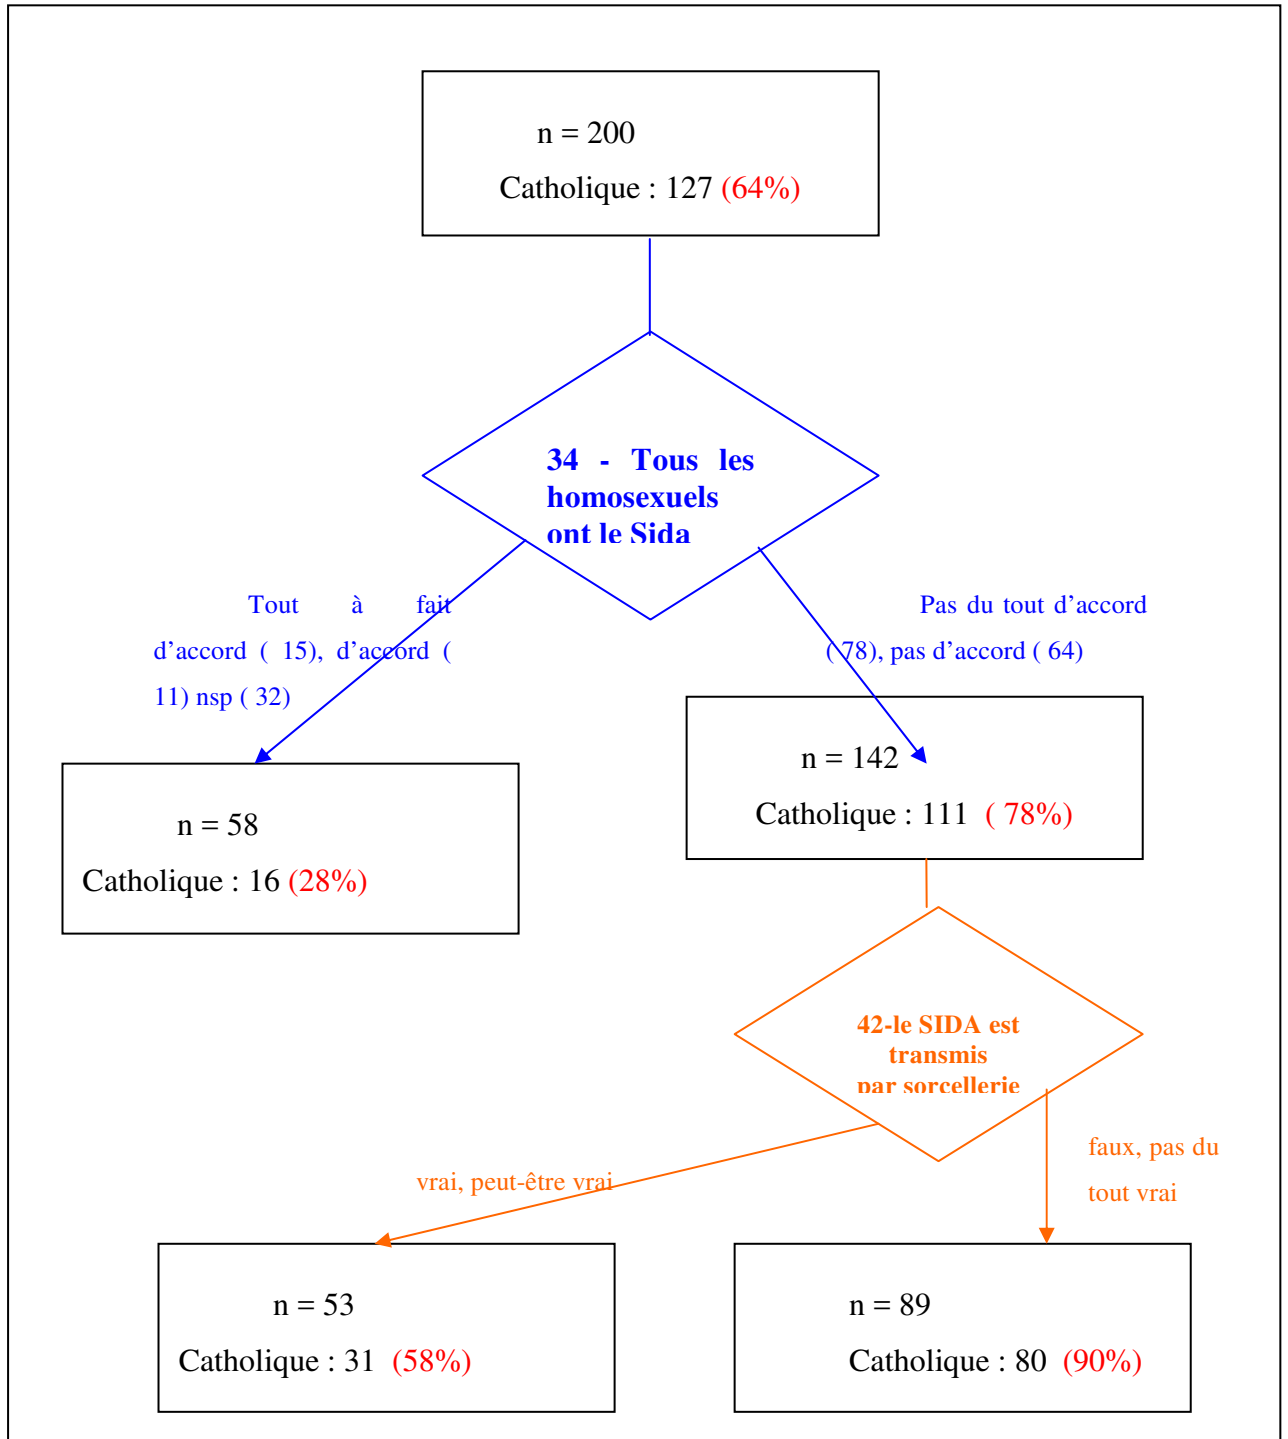 n = 200
Catholique : 127 (64%)
34 - Tous les
homosexuels
ont le Sida
Tout à fait
d'accord ( 15), d'accord (
11) nsp ( 32)
Pas du tout d'accord
( 78), pas d'accord ( 64)
n = 142
Catholique : 111 ( 78%)
n = 58
Catholique : 16 (28%)
42-le SIDA est
transmis
par sorcellerie
vrai, peut-être vrai
faux, pas du
tout vrai
n = 53
Catholique : 31 (58%)
n = 89
Catholique : 80 (90%)